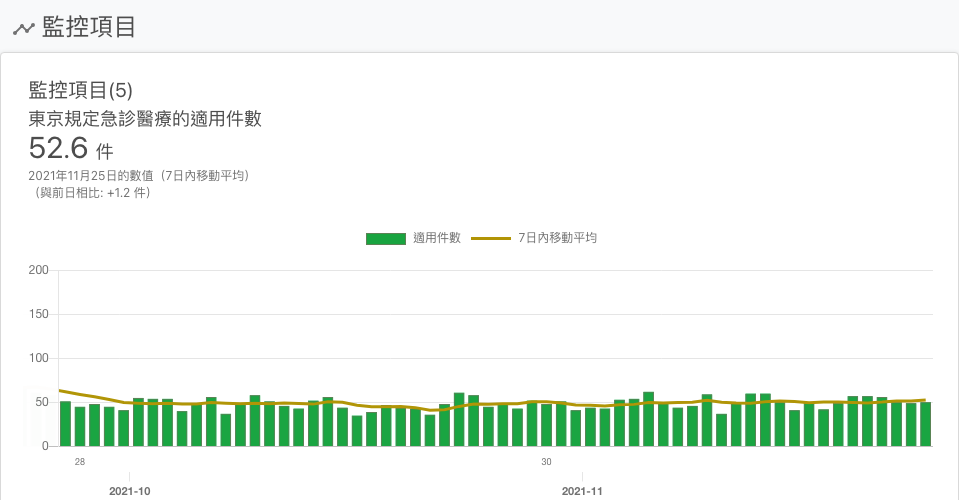 監控項目
監控項目(5)
東京規定急診醫療的適用件數
52.6 件
2021年11月25日的數值（7日內移動平均）
（與前日相比: +1.2 件）
適用件數 7日內移動平均
200
150
100
50
0
28 30
2021-10 2021-11